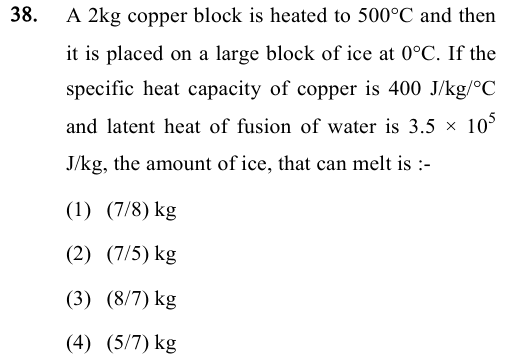 38. A 2kg copper block is heated to 500°C and then
it is placed on a large block of ice at 0°C. If the
specific heat capacity of copper is 400 J/kg/°C
and latent heat of fusion of water is 3.5 × 10⁵
J/kg, the amount of ice, that can melt is :-
(1) (7/8) kg
(2) (7/5) kg
(3) (8/7) kg
(4) (5/7) kg